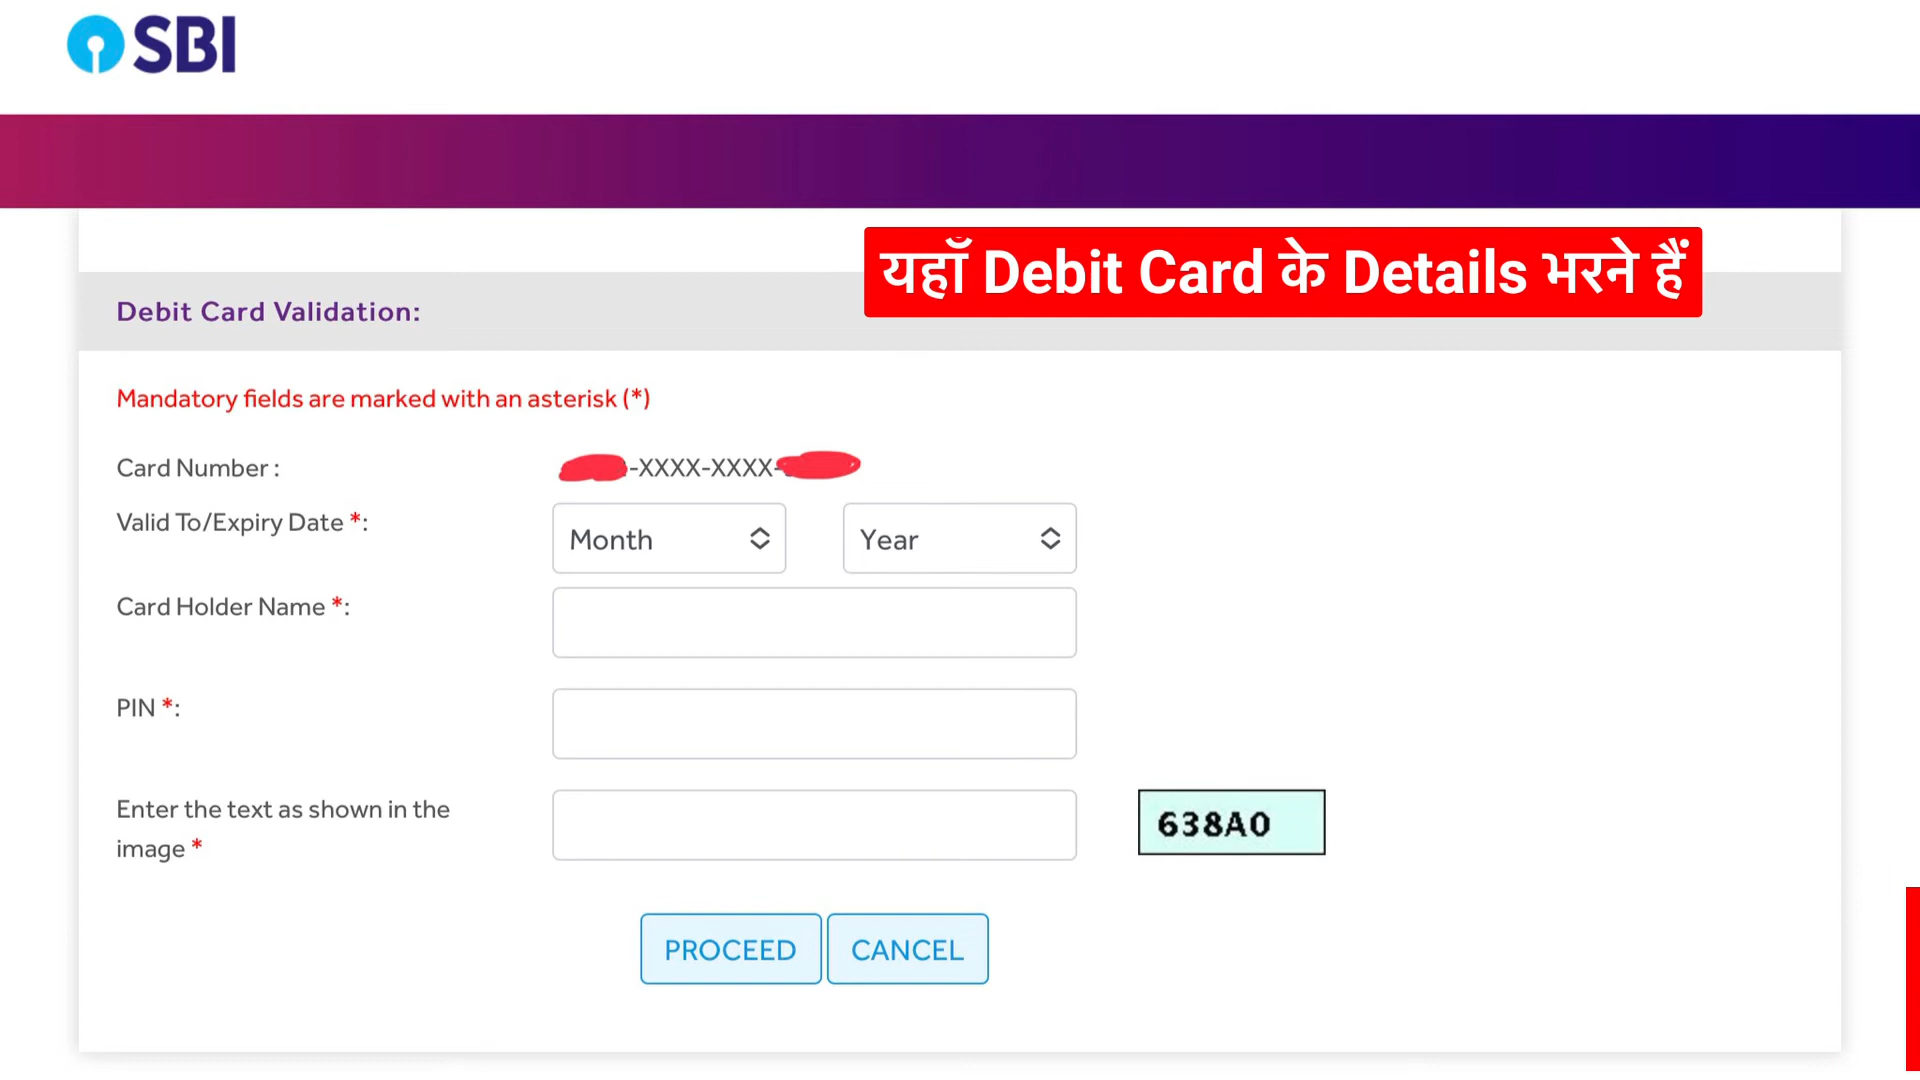 SBI
यहाँ Debit Card के Details भरने हैं
Debit Card Validation:
Mandatory fields are marked with an asterisk (*)
Card Number : -XXXX-XXXX-
Valid To/Expiry Date *: Month Year
Card Holder Name *:
PIN *:
Enter the text as shown in the
image *
638A0
PROCEED CANCEL